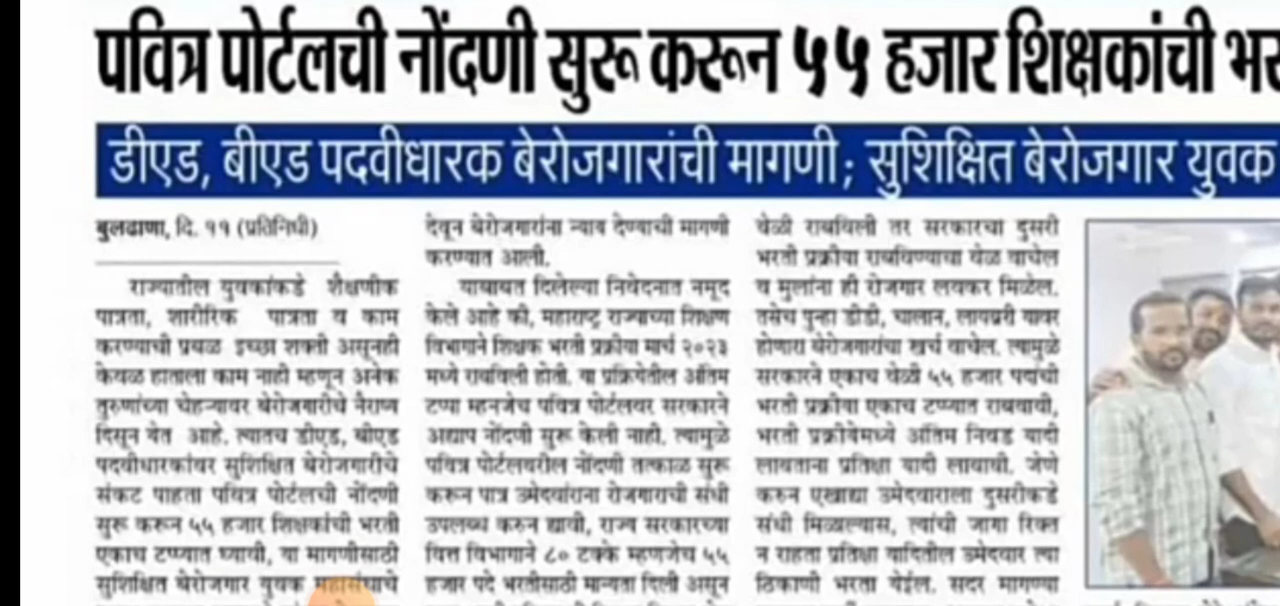 पवित्र पोर्टलची नोंदणी सुरू करून ५५ हजार शिक्षकांची
डीएड, बीएड पदवीधारक बेरोजगारांची मागणी; सुशिक्षित बेरोजगार युवक
बुलढाणा, दि. ११ (प्रतिनिधी)
राज्यातील युवकांकडे शैक्षणीक
पात्रता, शारीरिक पात्रता व काम
करण्याची प्रबळ इच्छा शक्ती असूनही
केवळ हाताला काम नाही म्हणून अनेक
तुरुणांच्या चेहऱ्यावर बेरोजगारीचे नैराश्य
दिसून येत आहे. त्यातच डीएड, बीएड
पदवीधारकांवर सुशिक्षित बेरोजगारीचे
संकट पाहता पवित्र पोर्टलची नोंदणी
सुरू करून ५५ हजार शिक्षकांची भरती
एकाच टप्प्यात घ्यावी, या मागणीसाठी
सुशिक्षित बेरोजगार युवक महासंघाचे
देवून बेरोजगारांना न्याय देण्याची मागणी
करण्यात आली.
याबाबत दिलेल्या निवेदनात नमूद
केले आहे की, महाराष्ट्र राज्याच्या शिक्षण
विभागाने शिक्षक भरती प्रक्रीया मार्च २०२३
मध्ये राबविली होती. या प्रक्रियेतील अंतिम
टप्पा म्हनजेच पवित्र पोर्टलवर सरकारने
अद्याप नोंदणी सुरू केली नाही. त्यामुळे
पवित्र पोर्टलवरील नोंदणी तत्काळ सुरू
करून पात्र उमेदवांराना रोजगाराची संधी
उपलब्ध करुन द्यावी, राज्य सरकारच्या
वित्त विभागाने ८० टक्के म्हणजेच ५५
हजार पदे भरतीसाठी मान्यता दिली असून
वेळी राबविली तर सरकारचा दुसरी
भरती प्रक्रीया राबविण्याचा वेळ वाचेल
व मुलांना ही रोजगार लवकर मिळेल.
तसेच पुन्हा डीडी, चालान, लायब्ररी यावर
होणारा बेरोजगारांचा खर्च वाचेल. त्यामुळे
सरकारने एकाच वेळी ५५ हजार पदांची
भरती प्रक्रीया एकाच टप्प्यात राबवावी,
भरती प्रक्रीयेमध्ये अंतिम निवड यादी
लावताना प्रतिक्षा यादी लावावी. जेणे
करुन एखाद्या उमेदवाराला दुसरीकडे
संधी मिळाल्यास, त्यांची जागा रिक्त
न राहता प्रतिक्षा यादितील उमेदवार त्या
ठिकाणी भरता येईल. सदर मागण्या